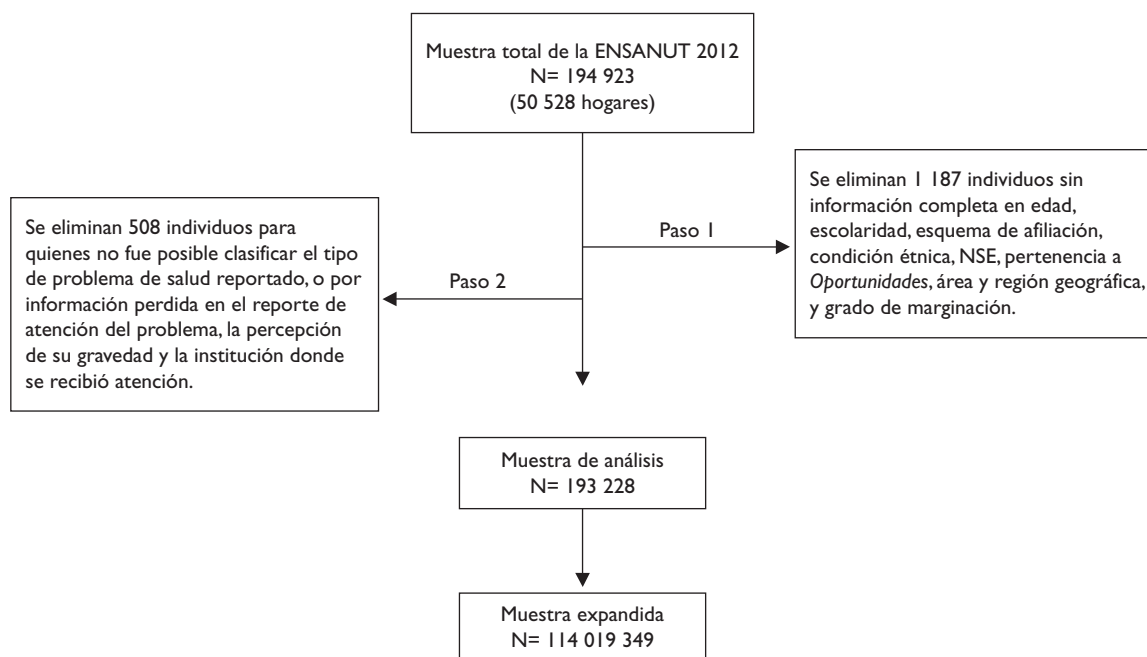 Muestra total de la ENSANUT 2012
N= 194 923
(50 528 hogares)
Se eliminan 1 187 individuos sin
información completa en edad,
escolaridad, esquema de afiliación,
condición étnica, NSE, pertenencia a
Oportunidades, área y región geográfica,
y grado de marginación.
Paso 1
Se eliminan 508 individuos para
quienes no fue posible clasificar el tipo
de problema de salud reportado, o por
información perdida en el reporte de
atención del problema, la percepción
de su gravedad y la institución donde
se recibió atención.
Paso 2
Muestra de análisis
N= 193 228
Muestra expandida
N= 114 019 349